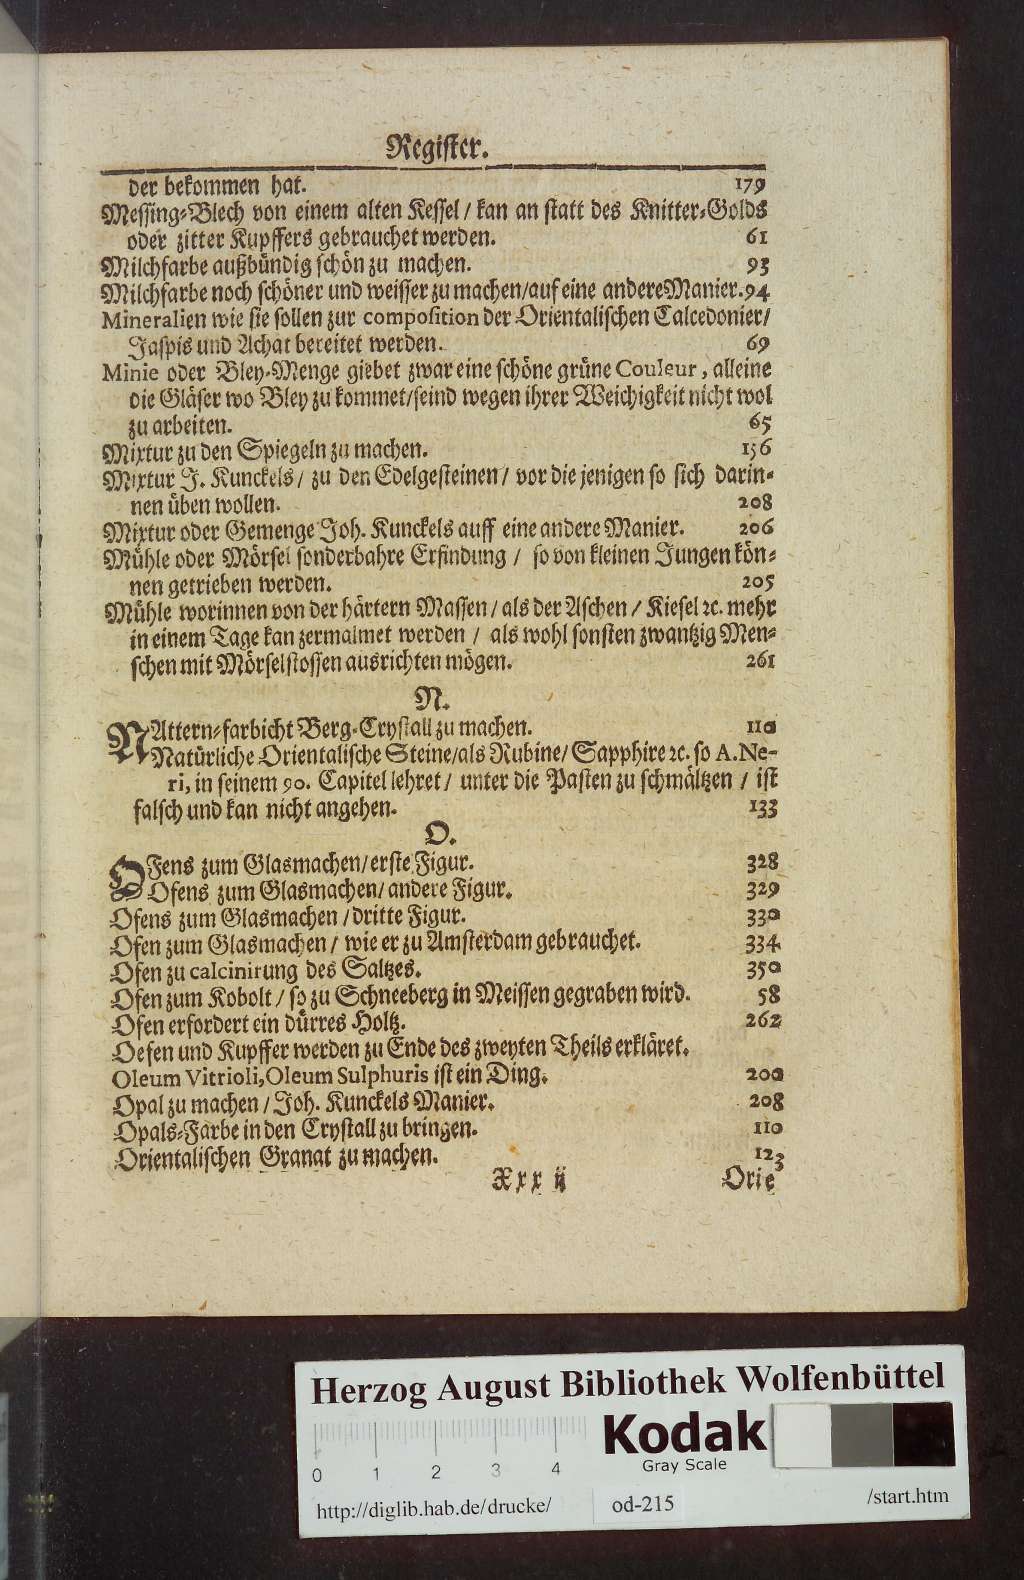 Register.
der bekommen hat. 179
Messing-Blech von einem alten Kessel / kan an statt des Knitter-Golds
oder zitter Kupffers gebrauchet werden. 61
Milchfarbe außbündig schön zu machen. 93
Milchfarbe noch schöner und weisser zu machen/auf eine andere Manier. 94
Mineralien wie sie sollen zur composition der Orientalischen Calcedonier/
Jaspis und Achat bereitet werden. 69
Minie oder Bley-Menge giebet zwar eine schöne grüne Couleur, alleine
die Gläser wo Bley zu kommet/seind wegen ihrer Weichigkeit nicht wol
zu arbeiten. 65
Mixtur zu den Spiegeln zu machen. 156
Mixtur J. Kunckels / zu den Edelgesteinen / vor die jenigen so sich darin-
nen üben wollen. 208
Mixtur oder Gemenge Joh. Kunckels auff eine andere Manier. 206
Mühle oder Mörsel sonderbahre Erfindung / so von kleinen Jungen kön-
nen getrieben werden. 205
Mühle worinnen von der härtern Massen / als der Aschen / Kiesel ꝛc. mehr
in einem Tage kan zermalmet werden / als wohl sonsten zwantzig Men-
schen mit Mörselstossen ausrichten mögen. 261
N.
NAttern-farbicht Berg-Crystall zu machen. 110
Natürliche Orientalische Steine/als Rubine/ Sapphire ꝛc. so A. Ne-
ri, in seinem 90. Capitel lehret / unter die Pasten zu schmältzen / ist
falsch und kan nicht angehen. 133
O.
OFens zum Glasmachen/erste Figur. 328
Ofens zum Glasmachen/andere Figur. 329
Ofens zum Glasmachen /dritte Figur. 330
Ofen zum Glasmachen / wie er zu Amsterdam gebrauchet. 334
Ofen zu calcinirung des Saltzes. 350
Ofen zum Kobolt / so zu Schneeberg in Meissen gegraben wird. 58
Ofen erfordert ein dürres Holtz. 262
Oefen und Kupffer werden zu Ende des zweyten Theils erkläret.
Oleum Vitrioli, Oleum Sulphuris ist ein Ding. 200
Opal zu machen / Joh. Kunckels Manier. 208
Opals-Farbe in den Crystall zu bringen. 110
Orientalischen Granat zu machen. 123
Xxx ij Orie
Herzog August Bibliothek Wolfenbüttel
Kodak
Gray Scale
0 1 2 3 4
http://diglib.hab.de/drucke/ od-215 /start.htm